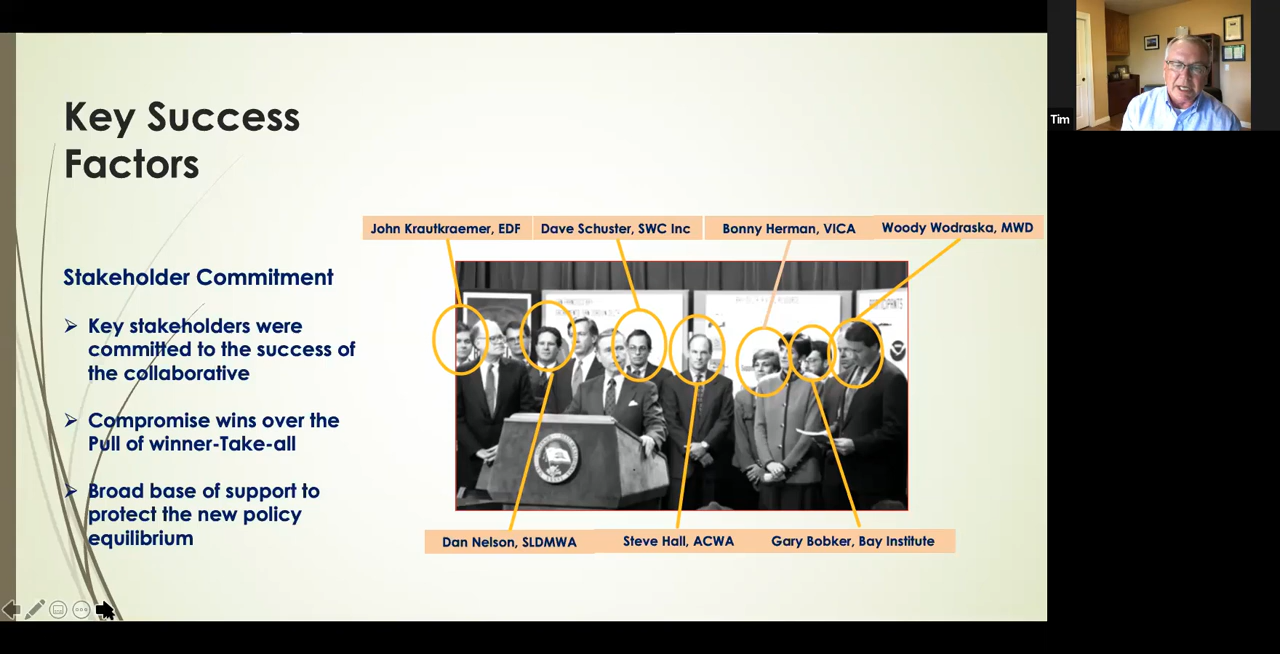 Key Success
Factors
Stakeholder Commitment
Key stakeholders were
committed to the success of
the collaborative
Compromise wins over the
Pull of winner-Take-all
Broad base of support to
protect the new policy
equilibrium
John Krautkraemer, EDF
Dave Schuster, SWC Inc
Bonny Herman, VICA
Woody Wodraska, MWD
Dan Nelson, SLDMWA
Steve Hall, ACWA
Gary Bobker, Bay Institute
Tim